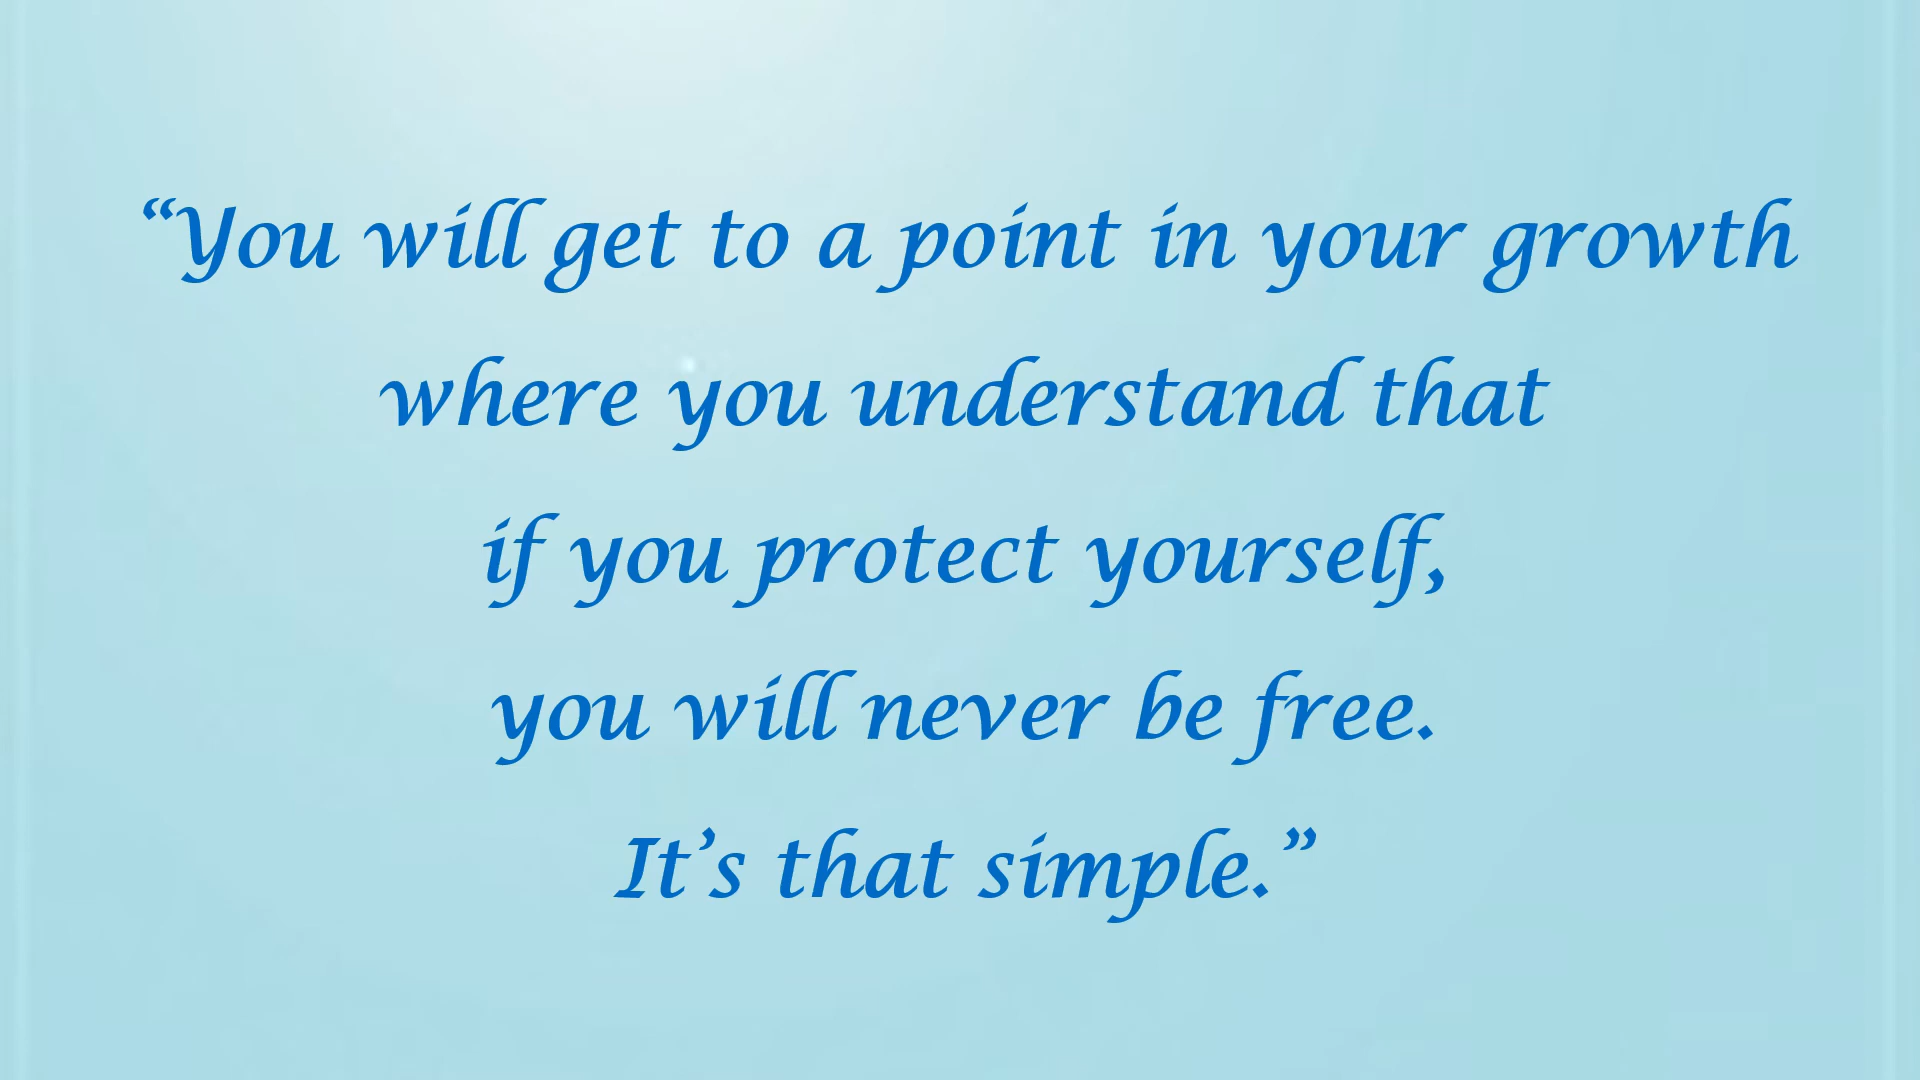 “You will get to a point in your growth
where you understand that
if you protect yourself,
you will never be free.
It’s that simple.”